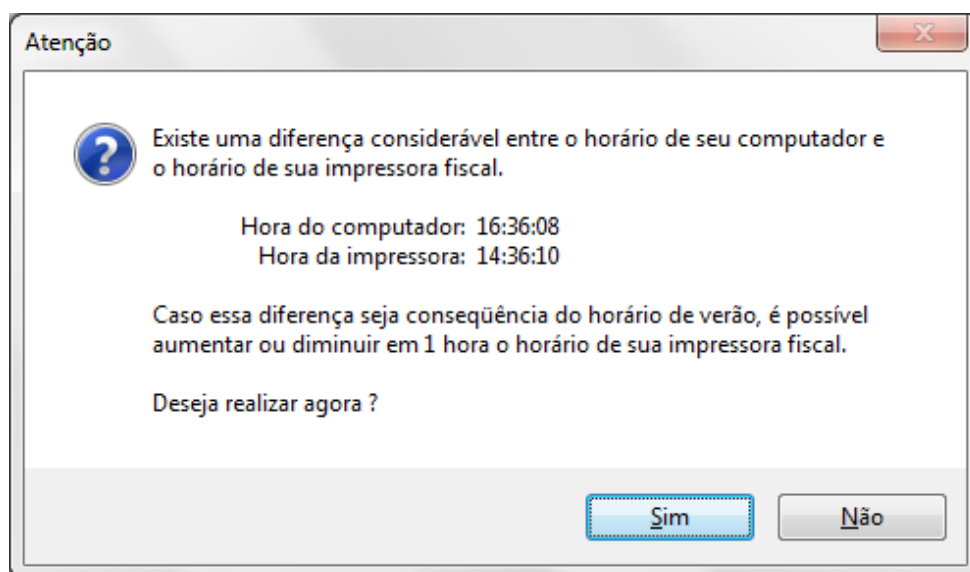 Atenção
Existe uma diferença considerável entre o horário de seu computador e
o horário de sua impressora fiscal.
Hora do computador: 16:36:08
Hora da impressora: 14:36:10
Caso essa diferença seja conseqüência do horário de verão, é possível
aumentar ou diminuir em 1 hora o horário de sua impressora fiscal.
Deseja realizar agora ?
Sim Não